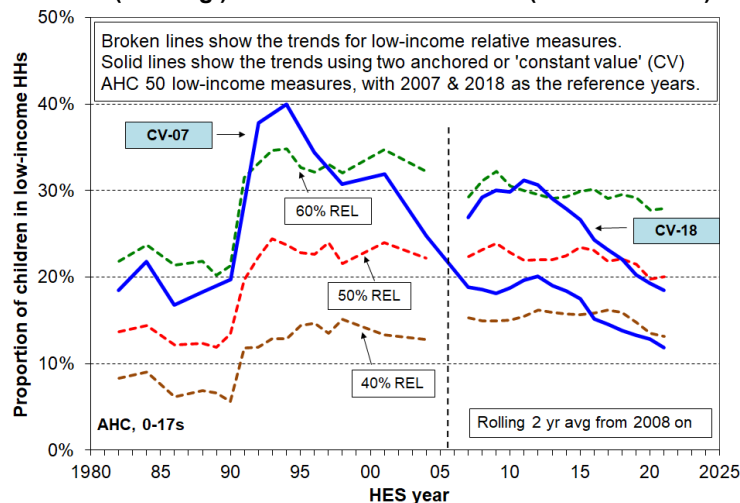 50%
Broken lines show the trends for low-income relative measures.
Solid lines show the trends using two anchored or 'constant value' (CV)
AHC 50 low-income measures, with 2007 & 2018 as the reference years.
40%
CV-07
30%
60% REL
CV-18
20%
50% REL
10%
40% REL
AHC, 0-17s
Rolling 2 yr avg from 2008 on
0%
1980 85 90 95 00 05 10 15 20 2025
HES year
Proportion of children in low-income HHs